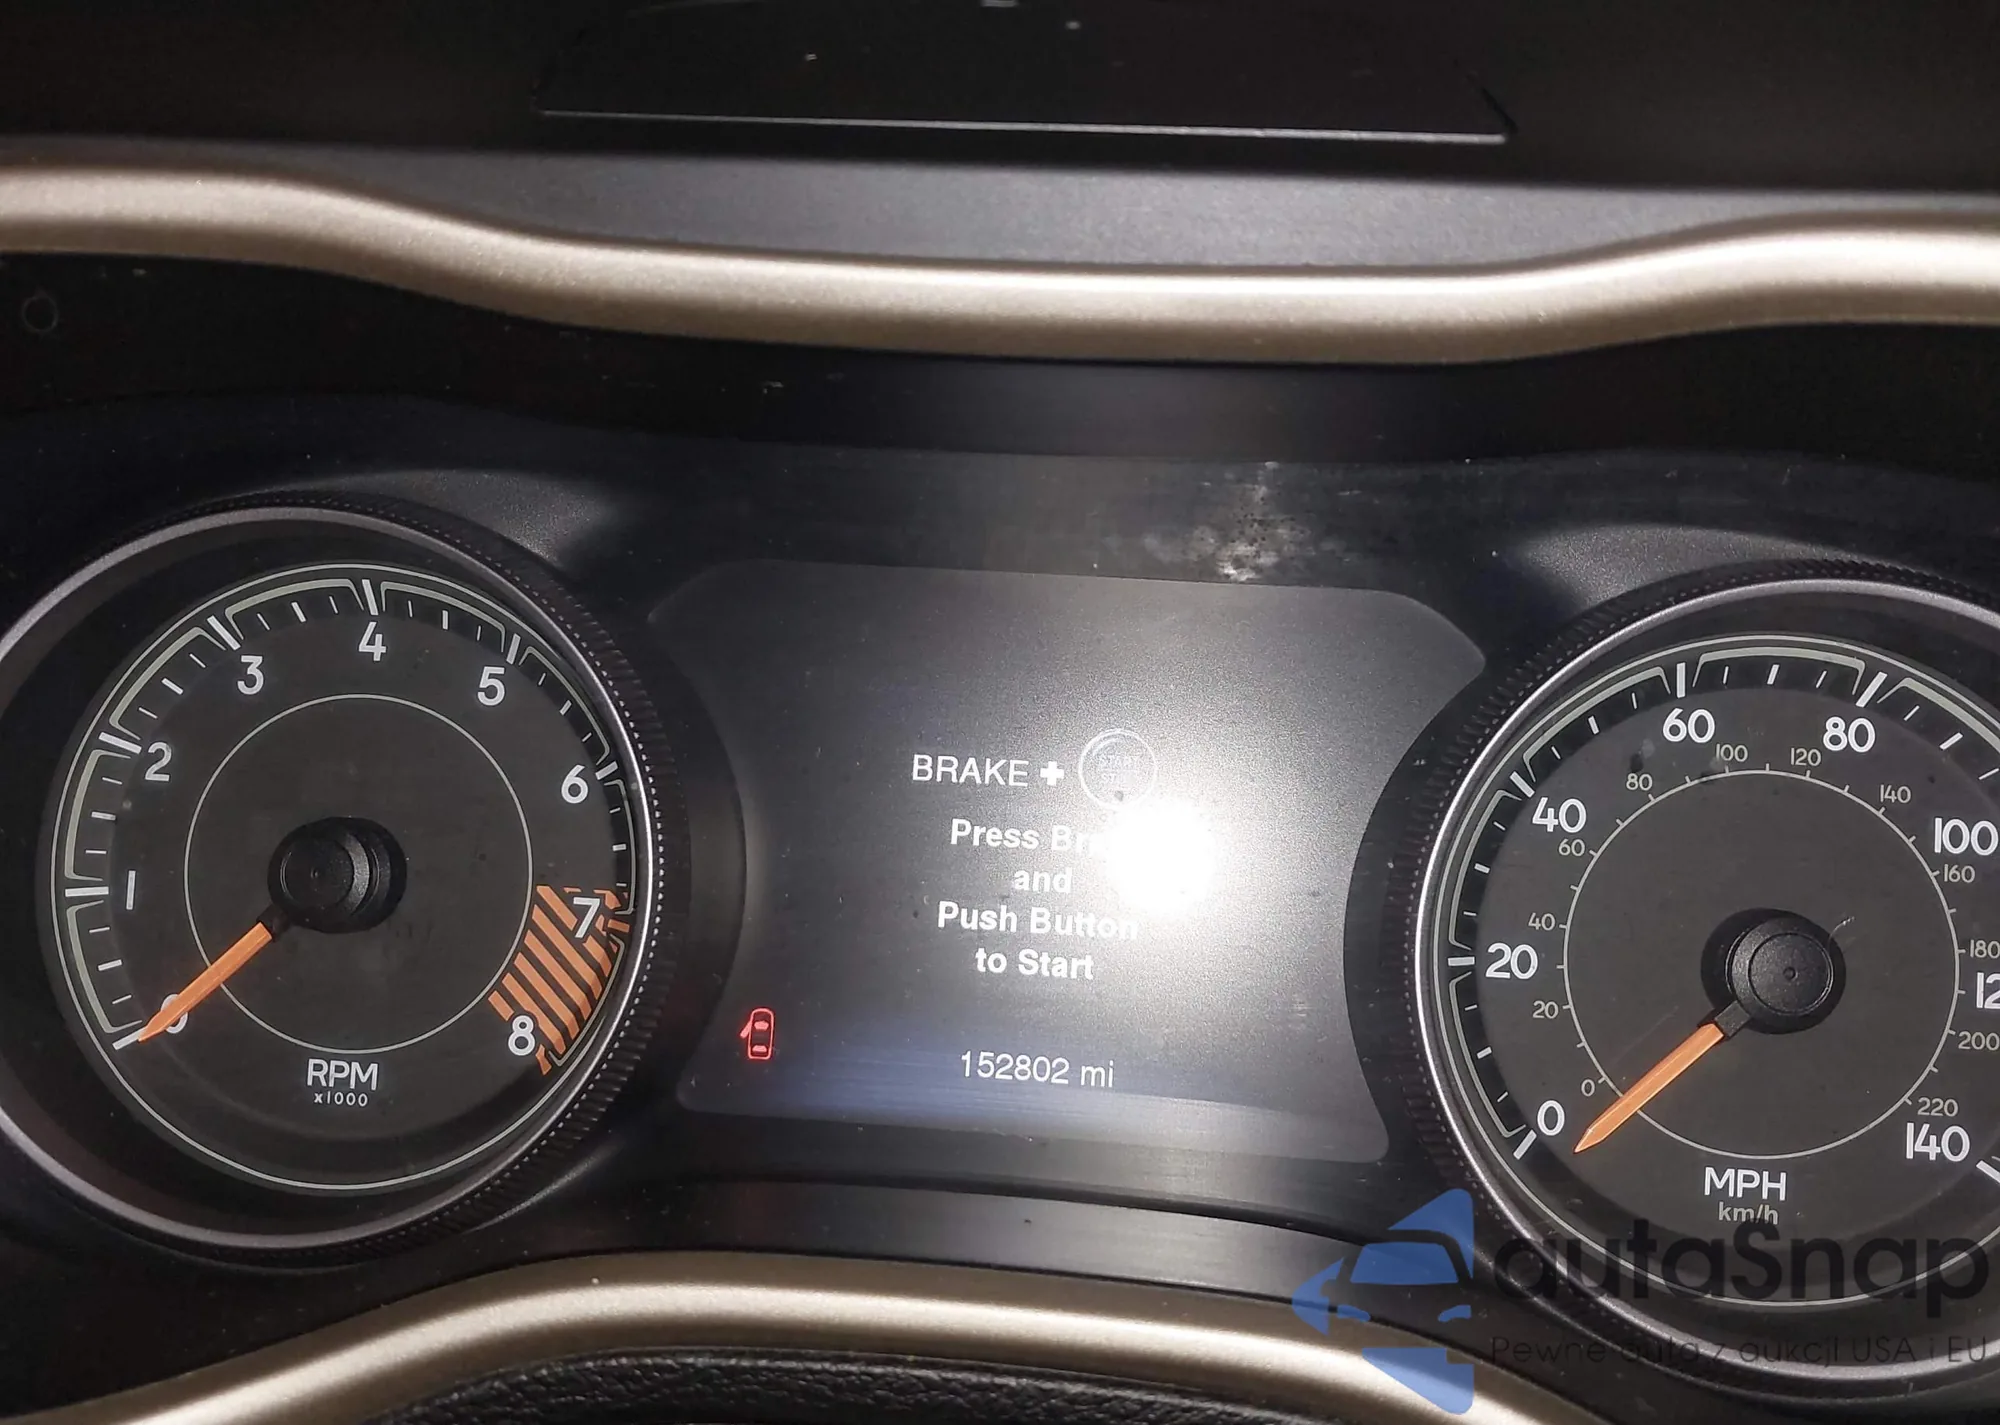 4
3
5
2
6
1
7
0
8
RPM
x1000
BRAKE +
START
Press
and
Push Button
to Start
152802 mi
60
80
100
120
80
140
40
100
60
160
40
180
20
20
200
0
220
0
140
MPH
km/h
autaSnap
Pewne auta z aukcji USA i EU